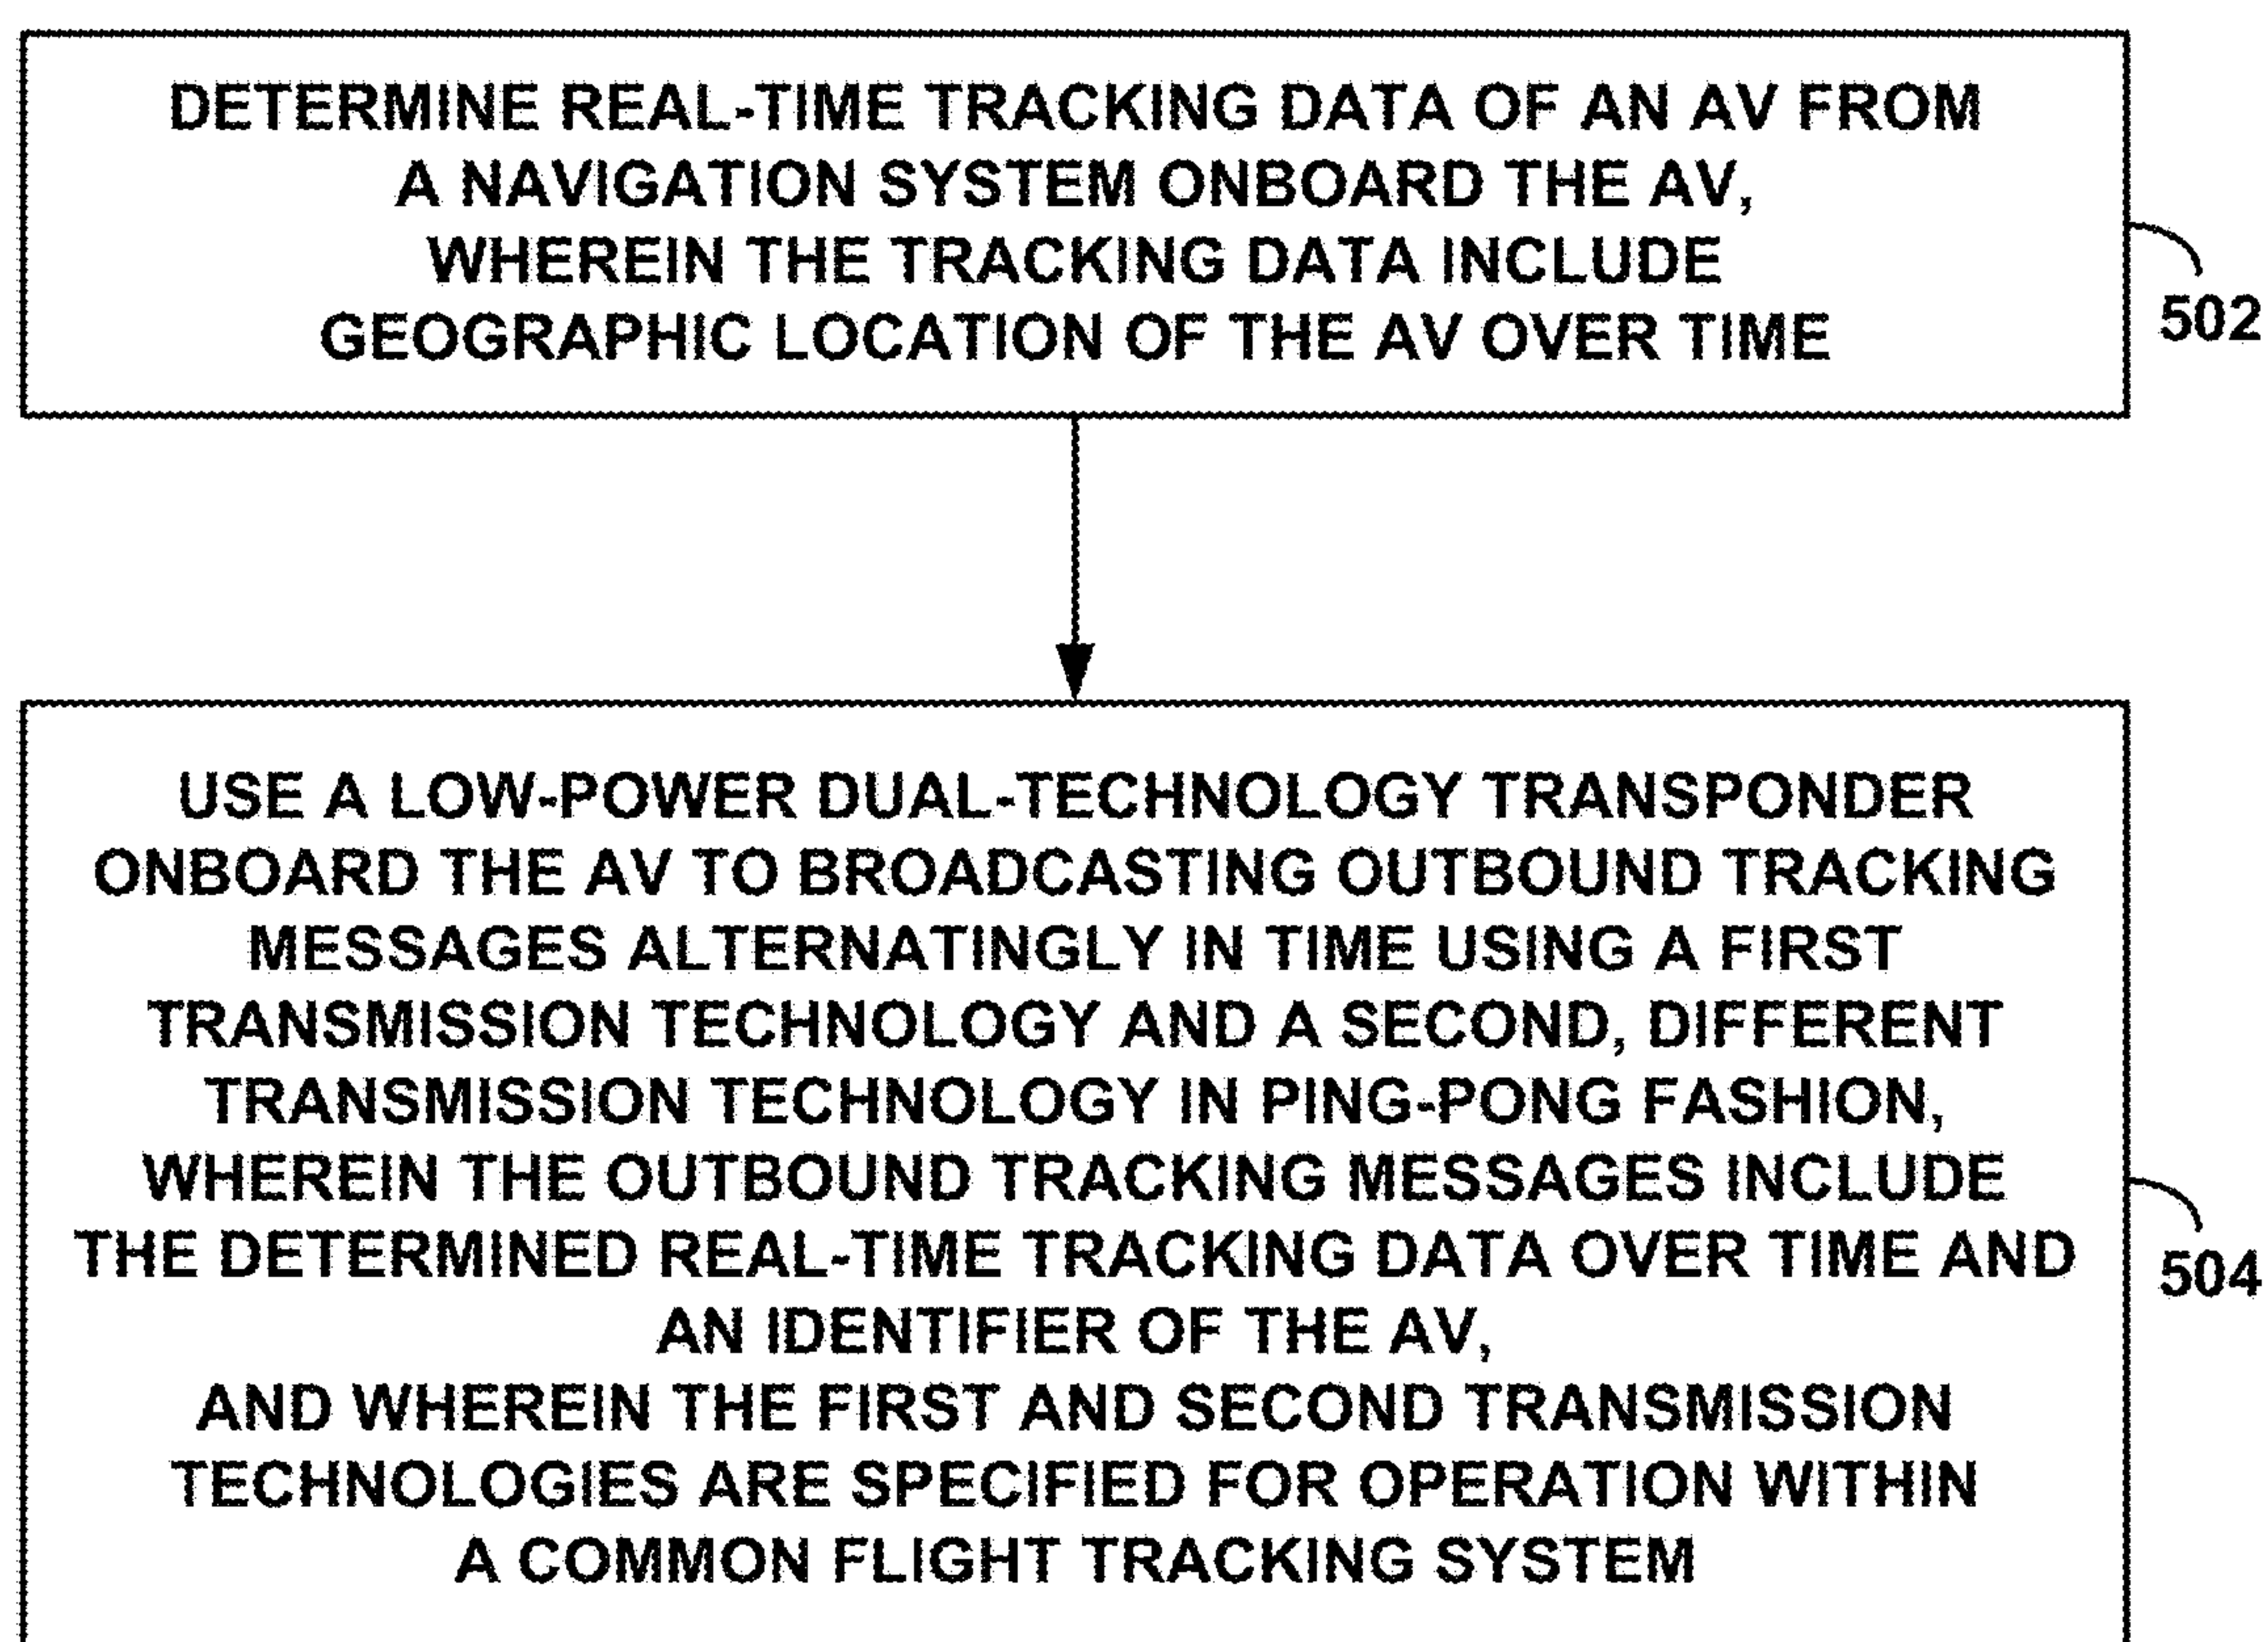 DETERMINE REAL-TIME TRACKING DATA OF AN AV FROM
A NAVIGATION SYSTEM ONBOARD THE AV,
WHEREIN THE TRACKING DATA INCLUDE
GEOGRAPHIC LOCATION OF THE AV OVER TIME
502
USE A LOW-POWER DUAL-TECHNOLOGY TRANSPONDER
ONBOARD THE AV TO BROADCASTING OUTBOUND TRACKING
MESSAGES ALTERNATINGLY IN TIME USING A FIRST
TRANSMISSION TECHNOLOGY AND A SECOND, DIFFERENT
TRANSMISSION TECHNOLOGY IN PING-PONG FASHION,
WHEREIN THE OUTBOUND TRACKING MESSAGES INCLUDE
THE DETERMINED REAL-TIME TRACKING DATA OVER TIME AND
AN IDENTIFIER OF THE AV,
AND WHEREIN THE FIRST AND SECOND TRANSMISSION
TECHNOLOGIES ARE SPECIFIED FOR OPERATION WITHIN
A COMMON FLIGHT TRACKING SYSTEM
504